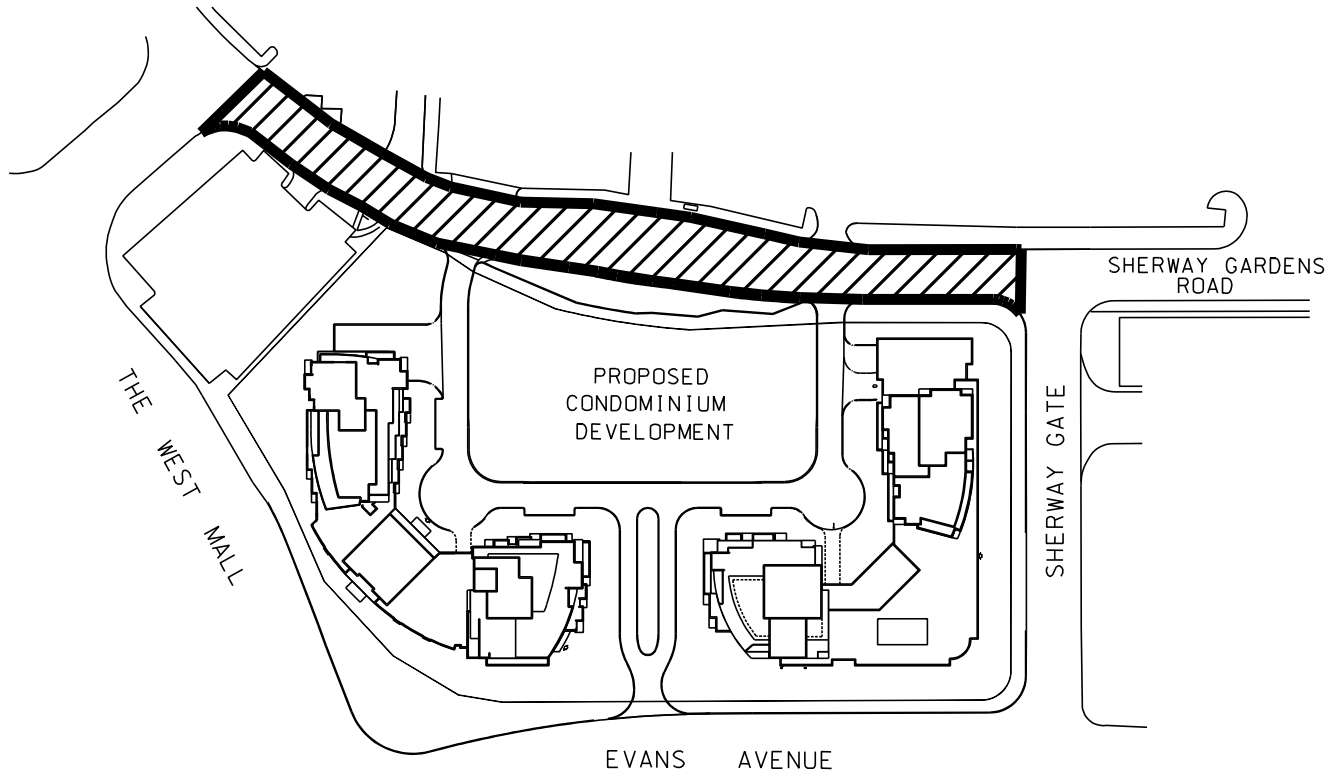 SHERWAY GARDENS
ROAD
PROPOSED
CONDOMINIUM
DEVELOPMENT
THE WEST MALL
SHERWAY GATE
EVANS AVENUE